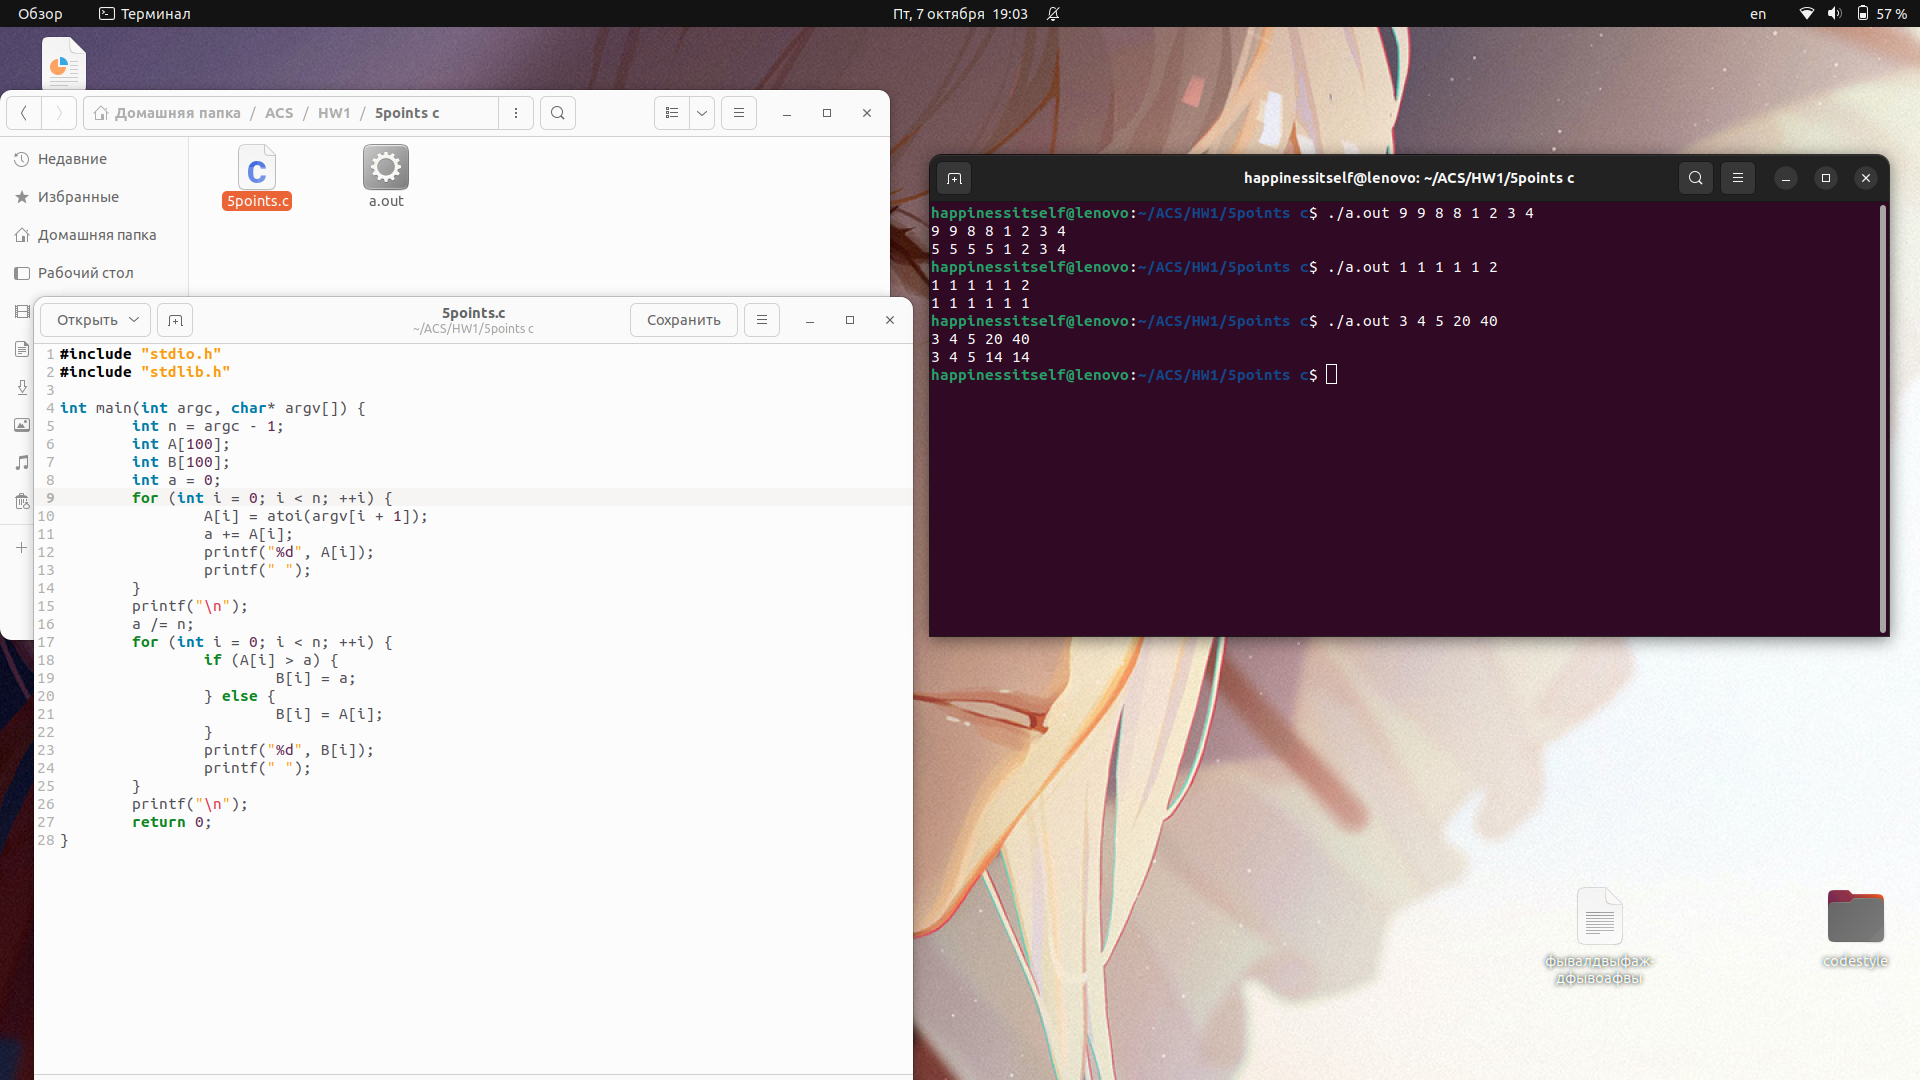 Обзор Терминал Пт, 7 октября 19:03 en 57 %
Домашняя папка / ACS / HW1 / 5points c
Недавние
Избранные
Домашняя папка
Рабочий стол
5points.c
a.out
Открыть
5points.c
~/ACS/HW1/5points c
Сохранить
1 #include "stdio.h"
2 #include "stdlib.h"
3
4 int main(int argc, char* argv[]) {
5 int n = argc - 1;
6 int A[100];
7 int B[100];
8 int a = 0;
9 for (int i = 0; i < n; ++i) {
10 A[i] = atoi(argv[i + 1]);
11 a += A[i];
12 printf("%d", A[i]);
13 printf(" ");
14 }
15 printf("\n");
16 a /= n;
17 for (int i = 0; i < n; ++i) {
18 if (A[i] > a) {
19 B[i] = a;
20 } else {
21 B[i] = A[i];
22 }
23 printf("%d", B[i]);
24 printf(" ");
25 }
26 printf("\n");
27 return 0;
28 }
happinessitself@lenovo: ~/ACS/HW1/5points c
happinessitself@lenovo:~/ACS/HW1/5points c$ ./a.out 9 9 8 8 1 2 3 4
9 9 8 8 1 2 3 4
5 5 5 5 1 2 3 4
happinessitself@lenovo:~/ACS/HW1/5points c$ ./a.out 1 1 1 1 1 2
1 1 1 1 1 2
1 1 1 1 1 1
happinessitself@lenovo:~/ACS/HW1/5points c$ ./a.out 3 4 5 20 40
3 4 5 20 40
3 4 5 14 14
happinessitself@lenovo:~/ACS/HW1/5points c$
фывалдвыфаж-
дфывоафвы
codestyle